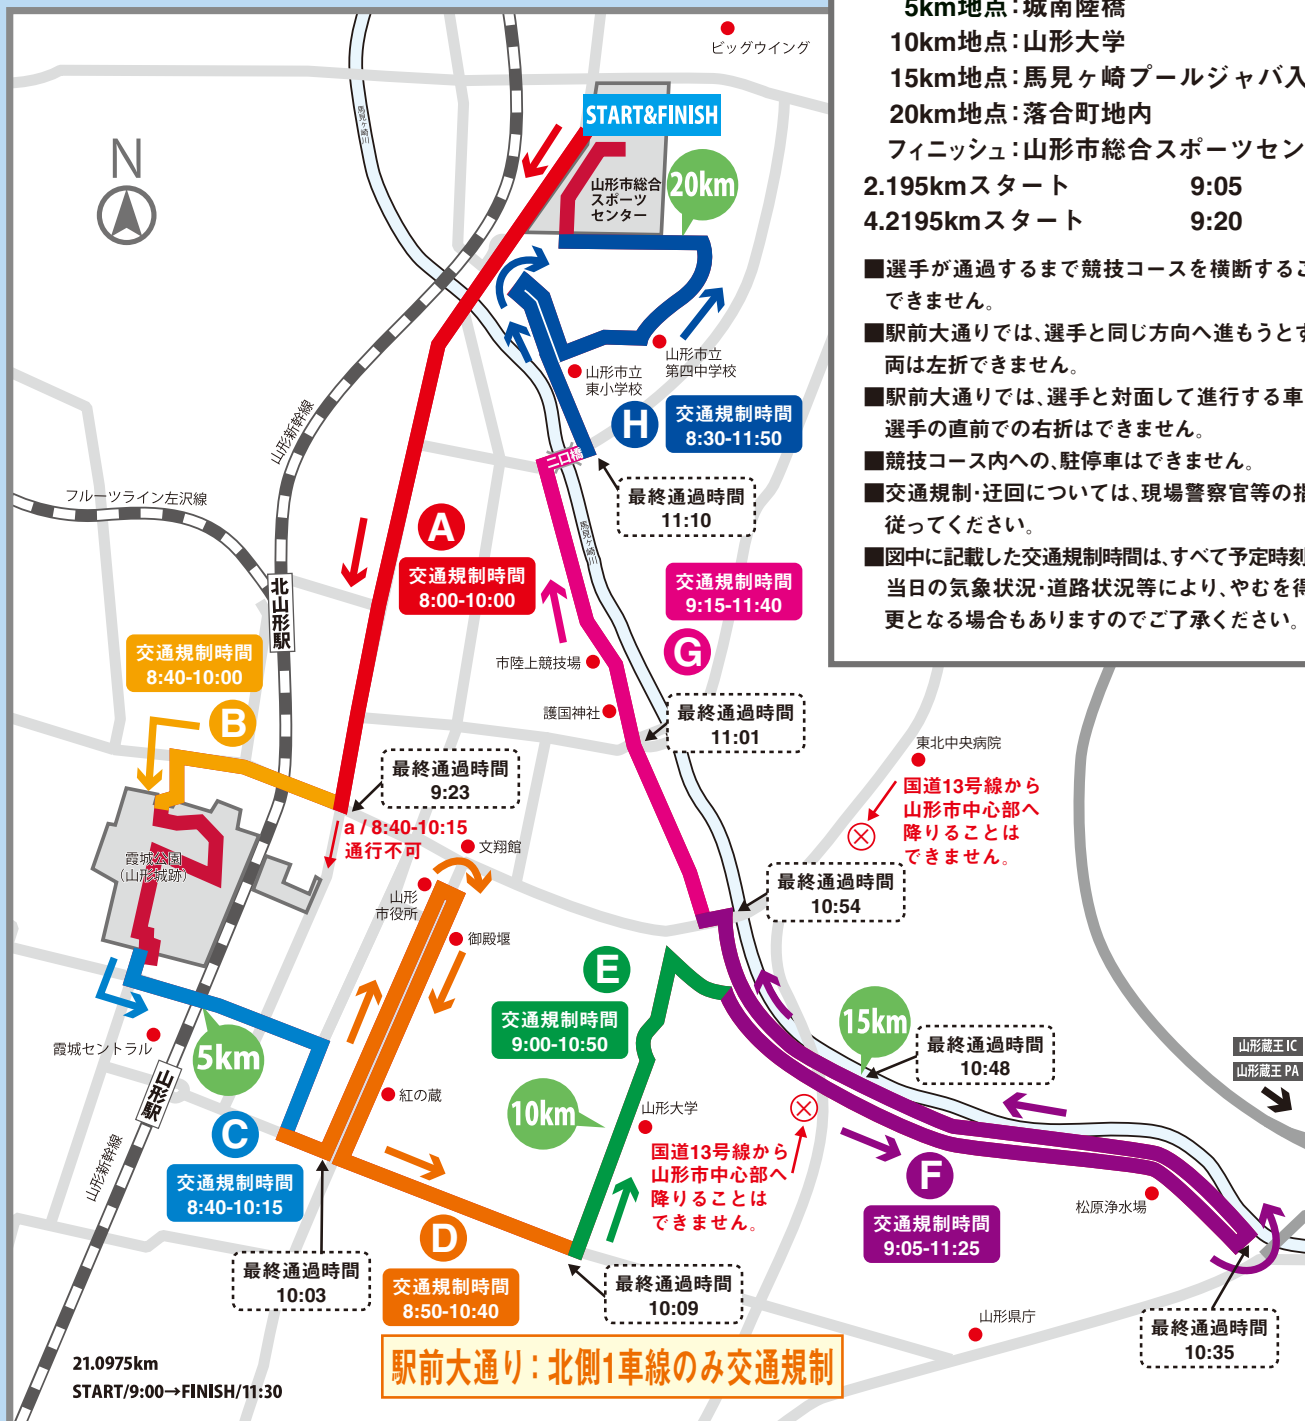 5km地点：城南陸橋
10km地点：山形大学
15km地点：馬見ヶ崎プールジャバ入
20km地点：落合町地内
フィニッシュ：山形市総合スポーツセン
2.195kmスタート 9:05
4.2195kmスタート 9:20
■選手が通過するまで競技コースを横断するこ
できません。
■駅前大通りでは、選手と同じ方向へ進もうとす
両は左折できません。
■駅前大通りでは、選手と対面して進行する車
選手の直前での右折はできません。
■競技コース内への、駐停車はできません。
■交通規制・迂回については、現場警察官等の指
従ってください。
■図中に記載した交通規制時間は、すべて予定時刻
当日の気象状況・道路状況等により、やむを得
更となる場合もありますのでご了承ください。
ビッグウイング
馬見ヶ崎川
START&FINISH
N
山形市総合
スポーツ
センター
20km
山形市立
第四中学校
山形市立
東小学校
H
交通規制時間
8:30-11:50
山形新幹線
二口橋
最終通過時間
11:10
フルーツライン左沢線
馬見ヶ崎川
A
交通規制時間
8:00-10:00
北山形駅
交通規制時間
9:15-11:40
G
交通規制時間
8:40-10:00
B
市陸上競技場
護国神社
最終通過時間
11:01
東北中央病院
最終通過時間
9:23
国道13号線から
山形市中心部へ
降りることは
できません。
a / 8:40-10:15
通行不可
文翔館
霞城公園
(山形城跡)
山形
市役所
最終通過時間
10:54
御殿堰
E
交通規制時間
9:00-10:50
15km
霞城セントラル
5km
最終通過時間
10:48
山形蔵王 IC
山形蔵王 PA
山形駅
紅の蔵
10km
山形大学
C
交通規制時間
8:40-10:15
国道13号線から
山形市中心部へ
降りることは
できません。
F
交通規制時間
9:05-11:25
松原浄水場
山形新幹線
D
交通規制時間
8:50-10:40
最終通過時間
10:03
最終通過時間
10:09
山形県庁
最終通過時間
10:35
駅前大通り：北側1車線のみ交通規制
21.0975km
START/9:00→FINISH/11:30